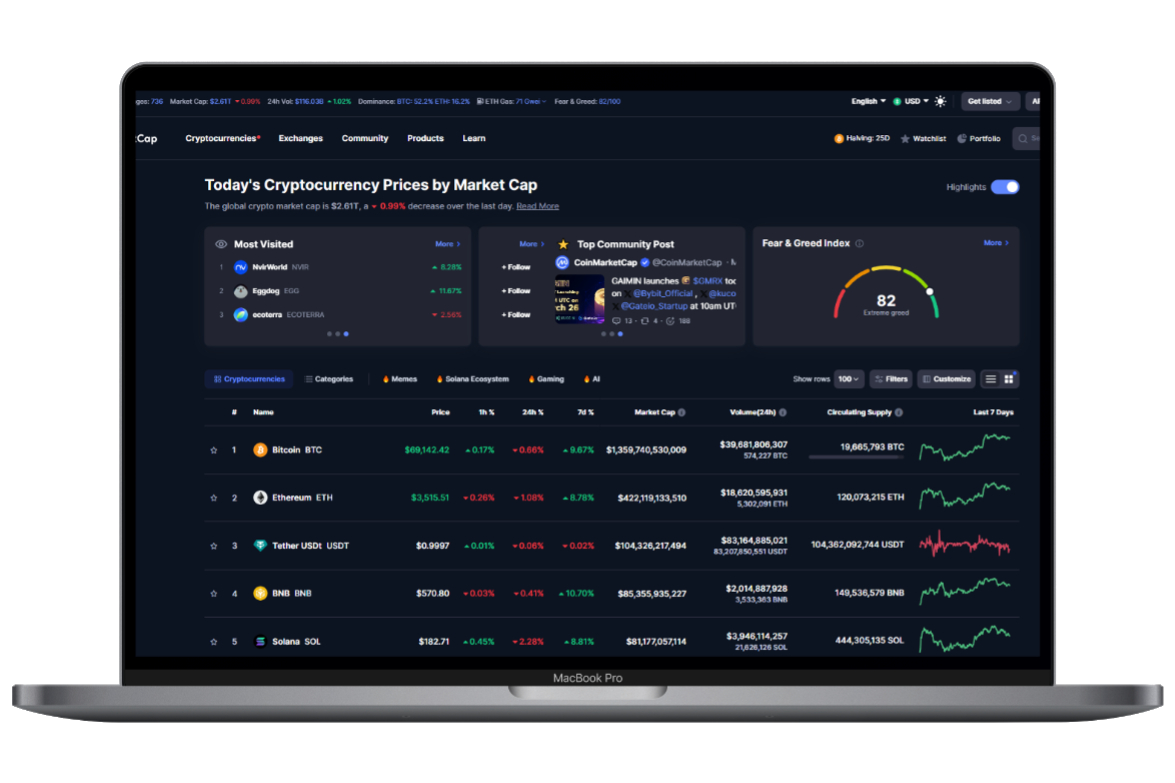 ges: 736 Market Cap: $2.61T 0.99% 24h Vol: $116.03B 1.02% Dominance: BTC: 52.2% ETH: 16.2% ETH Gas: 71 Gwei Fear & Greed: 82/100 English USD Get listed
Cap Cryptocurrencies Exchanges Community Products Learn Halving: 25D Watchlist Portfolio
Today's Cryptocurrency Prices by Market Cap Highlights
The global crypto market cap is $2.61T, a 0.99% decrease over the last day. Read More
Most Visited More >
1 NvirWorld NVIR 8.28%
2 Eggdog EGG 11.67%
3 ecoterra ECOTERRA 2.56%
More > Top Community Post
+ Follow CoinMarketCap @CoinMarketCap · M
+ Follow GAIMIN launches $GMRX to
on @Bybit_Official, @kuco
+ Follow @Gateio_Startup at 10am UT
13 · 4 · 188
UTC on
ch 26
Fear & Greed Index More >
82
Extreme greed
Cryptocurrencies Categories Memes Solana Ecosystem Gaming AI Show rows 100 Filters Customize
# Name Price 1h % 24h % 7d % Market Cap Volume(24h) Circulating Supply Last 7 Days
1 Bitcoin BTC $69,142.42 0.17% 0.66% 9.67% $1,359,740,530,009 $39,681,806,307 19,665,793 BTC
574,227 BTC
2 Ethereum ETH $3,515.51 0.26% 1.08% 8.78% $422,119,133,510 $18,620,595,931 120,073,215 ETH
5,302,091 ETH
3 Tether USDt USDT $0.9997 0.01% 0.06% 0.02% $104,326,217,494 $83,164,885,021 104,362,092,744 USDT
83,207,850,551 USDT
4 BNB BNB $570.80 0.03% 0.41% 10.70% $85,355,935,227 $2,014,887,928 149,536,579 BNB
3,533,363 BNB
5 Solana SOL $182.71 0.45% 2.28% 8.81% $81,177,057,114 $3,946,114,257 444,305,135 SOL
21,626,126 SOL
MacBook Pro